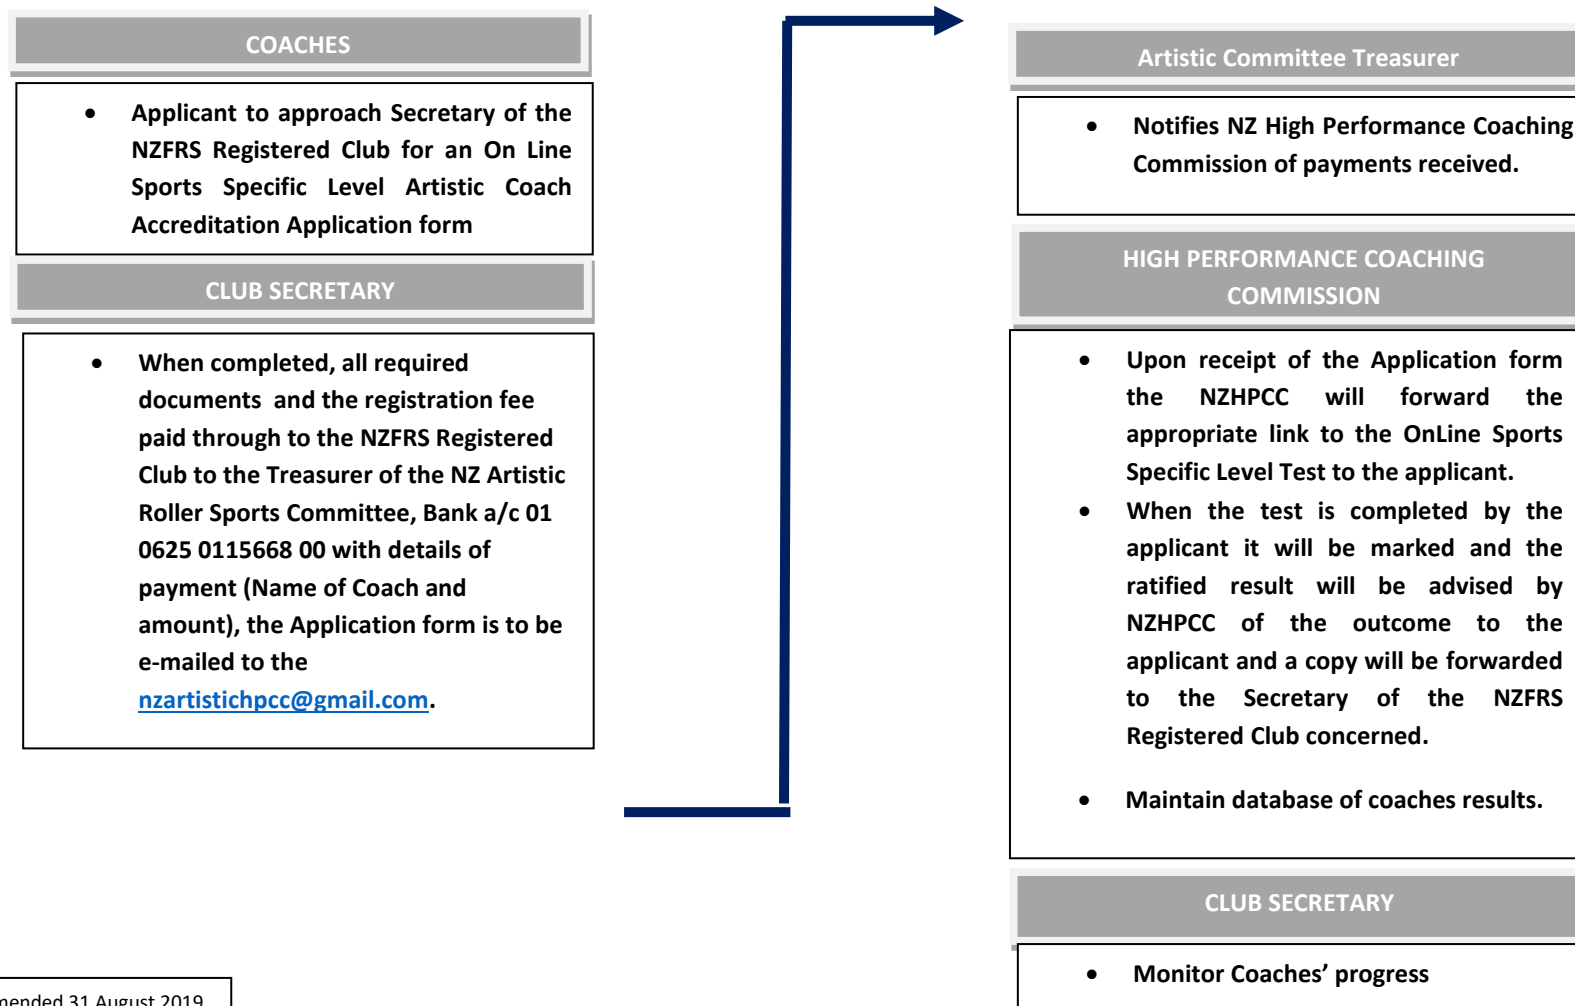 COACHES
• Applicant to approach Secretary of the
NZFRS Registered Club for an On Line
Sports Specific Level Artistic Coach
Accreditation Application form
CLUB SECRETARY
• When completed, all required
documents and the registration fee
paid through to the NZFRS Registered
Club to the Treasurer of the NZ Artistic
Roller Sports Committee, Bank a/c 01
0625 0115668 00 with details of
payment (Name of Coach and
amount), the Application form is to be
e-mailed to the
nzartistichpcc@gmail.com.
Artistic Committee Treasurer
• Notifies NZ High Performance Coaching
Commission of payments received.
HIGH PERFORMANCE COACHING
COMMISSION
• Upon receipt of the Application form
the NZHPCC will forward the
appropriate link to the OnLine Sports
Specific Level Test to the applicant.
• When the test is completed by the
applicant it will be marked and the
ratified result will be advised by
NZHPCC of the outcome to the
applicant and a copy will be forwarded
to the Secretary of the NZFRS
Registered Club concerned.
• Maintain database of coaches results.
CLUB SECRETARY
• Monitor Coaches’ progress
31 August 2019